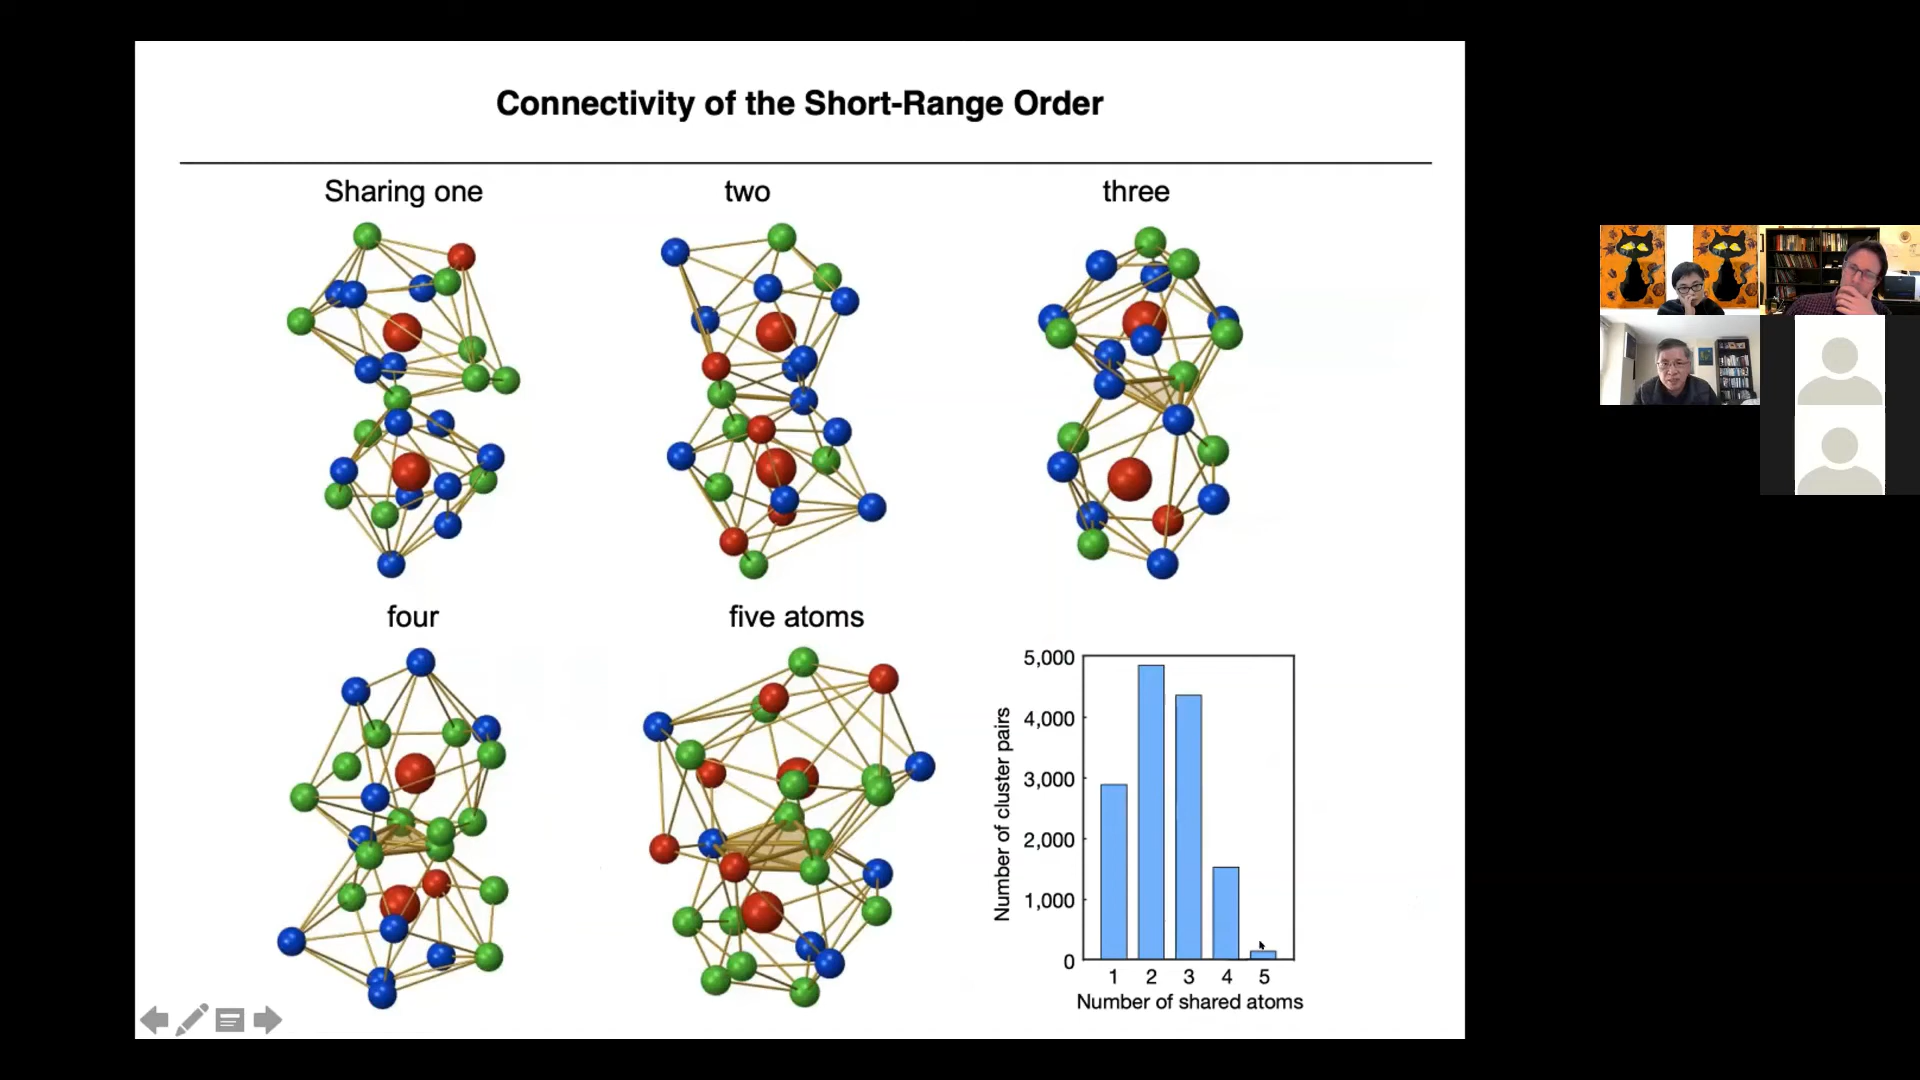 Connectivity of the Short-Range Order
Sharing one
two
three
four
five atoms
Number of cluster pairs
5,000
4,000
3,000
2,000
1,000
0
1 2 3 4 5
Number of shared atoms